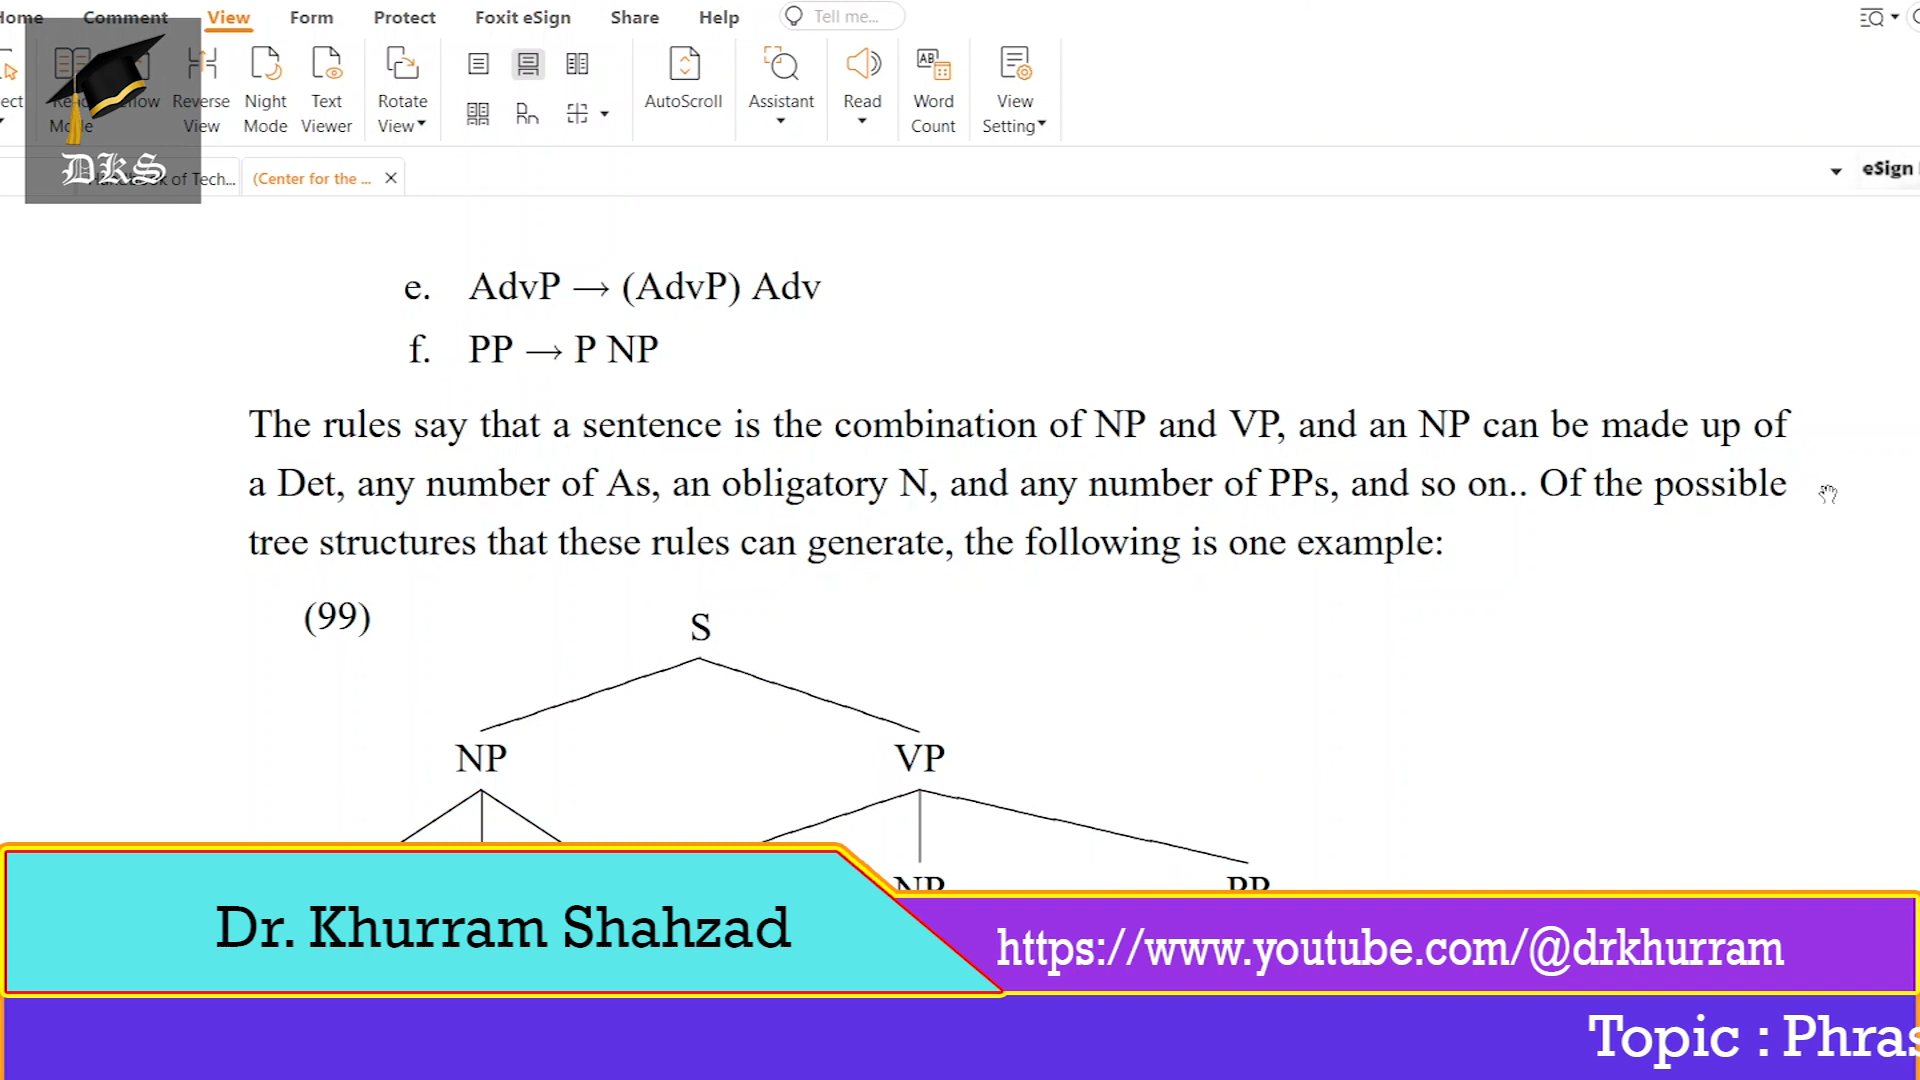 Home Comment View Form Protect Foxit eSign Share Help Tell me...
Reverse View
Night Mode
Text Viewer
Rotate View
AutoScroll
Assistant
Read
Word Count
View Setting
DKS
of Tech...
(Center for the ...
eSign
e. AdvP → (AdvP) Adv
f. PP → P NP
The rules say that a sentence is the combination of NP and VP, and an NP can be made up of
a Det, any number of As, an obligatory N, and any number of PPs, and so on.. Of the possible
tree structures that these rules can generate, the following is one example:
(99) S
NP VP
NP PP
Dr. Khurram Shahzad
https://www.youtube.com/@drkhurram
Topic : Phras